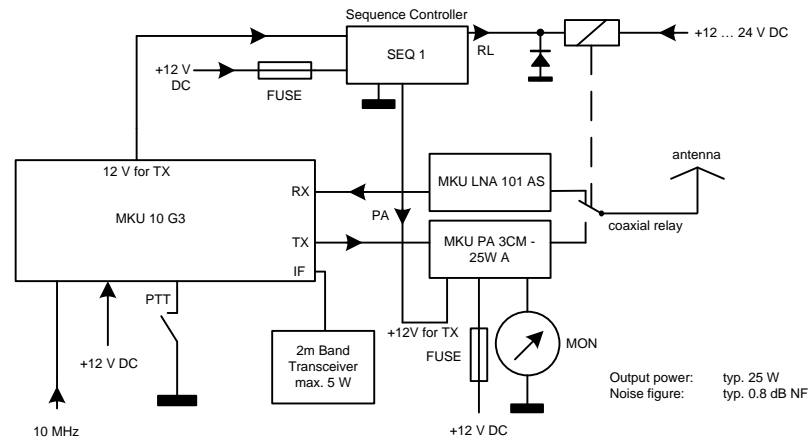 Sequence Controller
SEQ 1
RL
+12 ... 24 V DC
+12 V
DC
FUSE
12 V for TX
MKU 10 G3
RX
TX
IF
PA
MKU LNA 101 AS
MKU PA 3CM -
25W A
antenna
coaxial relay
PTT
+12 V DC
10 MHz
2m Band
Transceiver
max. 5 W
+12V for TX
FUSE
MON
+12 V DC
Output power: typ. 25 W
Noise figure: typ. 0.8 dB NF